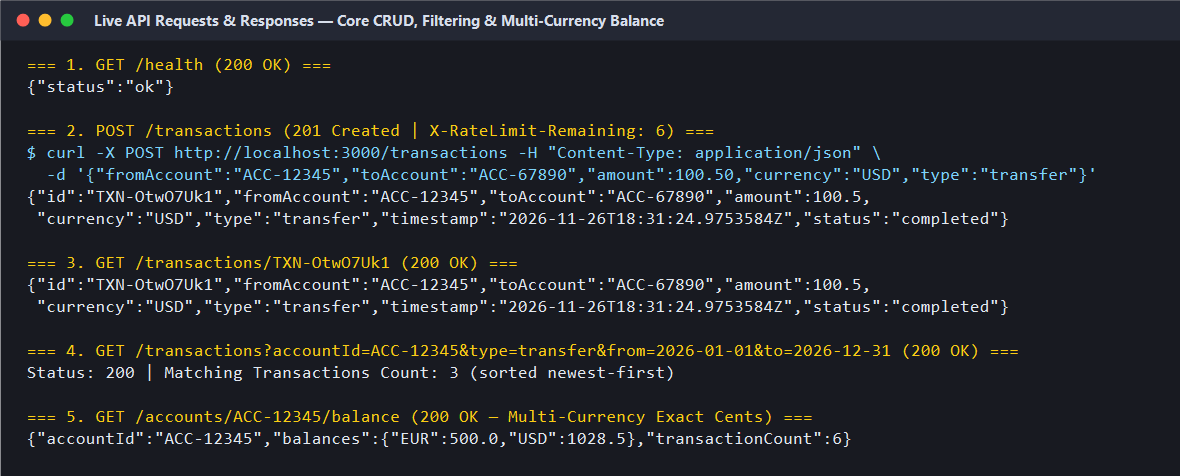 Live API Requests & Responses — Core CRUD, Filtering & Multi-Currency Balance
=== 1. GET /health (200 OK) ===
{"status":"ok"}
=== 2. POST /transactions (201 Created | X-RateLimit-Remaining: 6) ===
$ curl -X POST http://localhost:3000/transactions -H "Content-Type: application/json" \
-d '{"fromAccount":"ACC-12345","toAccount":"ACC-67890","amount":100.50,"currency":"USD","type":"transfer"}'
{"id":"TXN-OtwO7Uk1","fromAccount":"ACC-12345","toAccount":"ACC-67890","amount":100.5,
"currency":"USD","type":"transfer","timestamp":"2026-11-26T18:31:24.9753584Z","status":"completed"}
=== 3. GET /transactions/TXN-OtwO7Uk1 (200 OK) ===
{"id":"TXN-OtwO7Uk1","fromAccount":"ACC-12345","toAccount":"ACC-67890","amount":100.5,
"currency":"USD","type":"transfer","timestamp":"2026-11-26T18:31:24.9753584Z","status":"completed"}
=== 4. GET /transactions?accountId=ACC-12345&type=transfer&from=2026-01-01&to=2026-12-31 (200 OK) ===
Status: 200 | Matching Transactions Count: 3 (sorted newest-first)
=== 5. GET /accounts/ACC-12345/balance (200 OK — Multi-Currency Exact Cents) ===
{"accountId":"ACC-12345","balances":{"EUR":500.0,"USD":1028.5},"transactionCount":6}